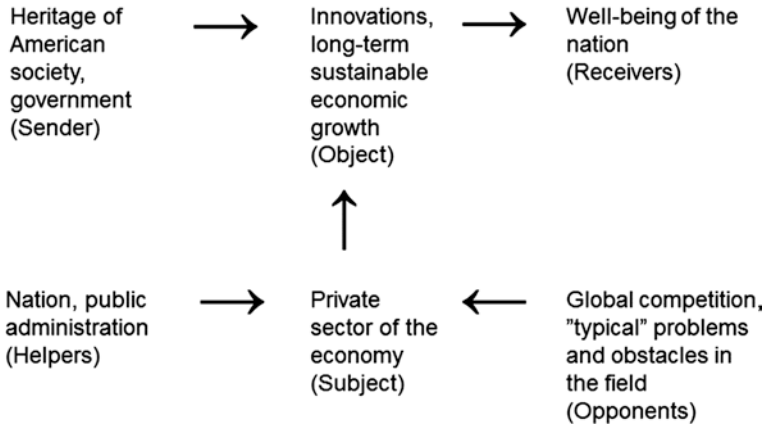 Heritage of
American
society,
government
(Sender)
Innovations,
long-term
sustainable
economic
growth
(Object)
Well-being of the
nation
(Receivers)
Nation, public
administration
(Helpers)
Private
sector of the
economy
(Subject)
Global competition,
”typical” problems
and obstacles in
the field
(Opponents)